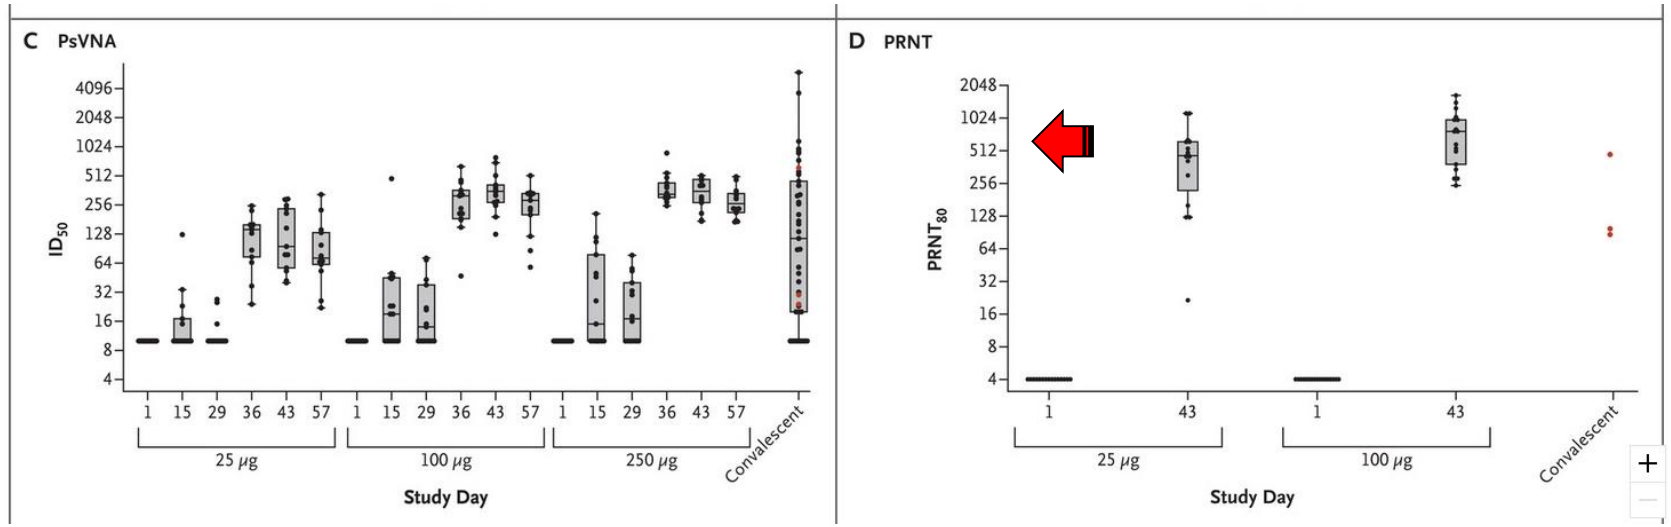 C PsVNA
ID50
4096
2048
1024
512
256
128
64
32
16
8
4
1 15 29 36 43 57 1 15 29 36 43 57 1 15 29 36 43 57 Convalescent
25 µg 100 µg 250 µg
Study Day
D PRNT
PRNT80
2048
1024
512
256
128
64
32
16
8
4
1 43 1 43 Convalescent
25 µg 100 µg
Study Day
+
−